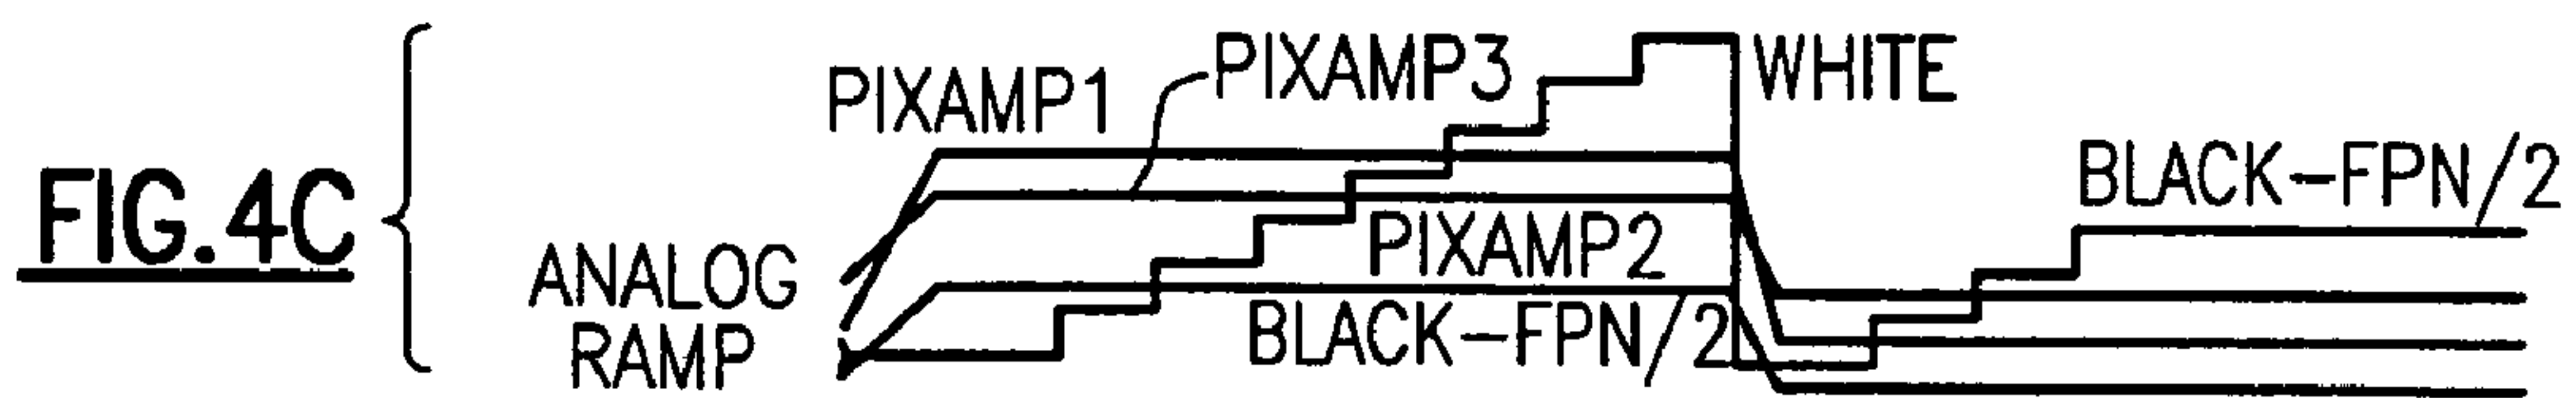 FIG.4C
ANALOG
RAMP
PIXAMP1
PIXAMP3
WHITE
PIXAMP2
BLACK-FPN/2
BLACK-FPN/2